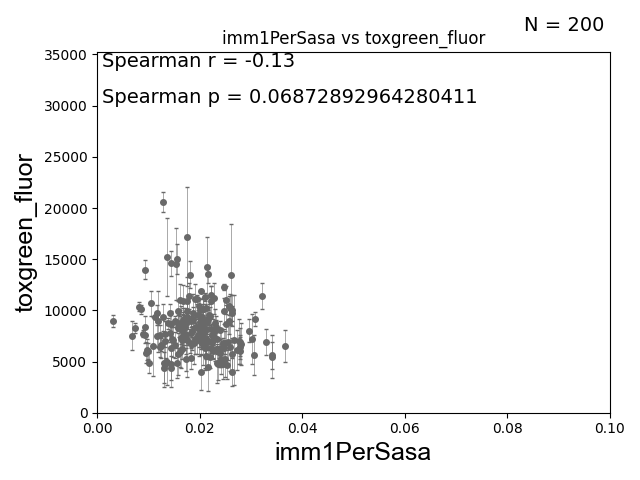 N = 200
imm1PerSasa vs toxgreen_fluor
Spearman r = -0.13
Spearman p = 0.06872892964280411
toxgreen_fluor
35000
30000
25000
20000
15000
10000
5000
0
0.00 0.02 0.04 0.06 0.08 0.10
imm1PerSasa